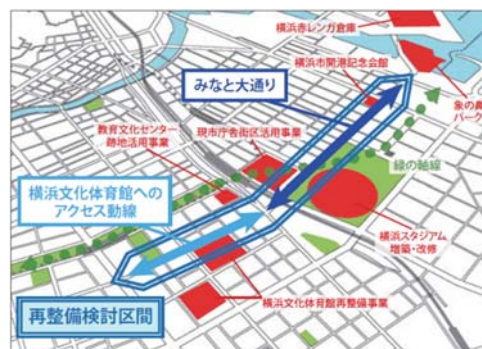 横浜赤レンガ倉庫
横浜市開港記念会館
みなと大通り
象の鼻
パーク
教育文化センター
跡地活用事業
現市庁舎街区活用事業
緑の軸線
横浜文化体育館への
アクセス動線
横浜スタジアム
増築・改修
横浜文化体育館再整備事業
再整備検討区間